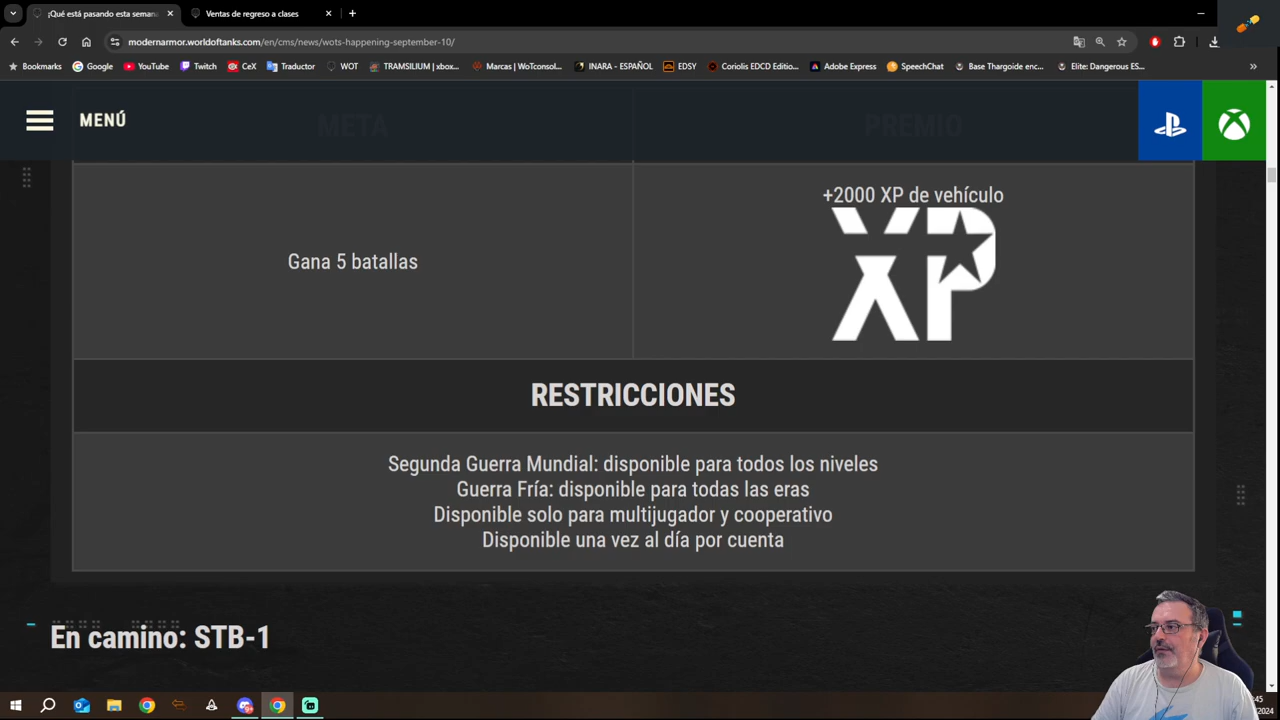 ¡Qué está pasando esta seman
Ventas de regreso a clases
modernarmor.worldoftanks.com/en/cms/news/wots-happening-september-10/
Bookmarks Google YouTube Twitch CeX Traductor WOT TRAMSILIUM | xbox... Marcas | WoTconsol... INARA - ESPAÑOL EDSY Coriolis EDCD Editio... Adobe Express SpeechChat Base Thargoide enc... Elite: Dangerous ES...
MENÚ
META PREMIO
+2000 XP de vehículo
XP
Gana 5 batallas
RESTRICCIONES
Segunda Guerra Mundial: disponible para todos los niveles
Guerra Fría: disponible para todas las eras
Disponible solo para multijugador y cooperativo
Disponible una vez al día por cuenta
En camino: STB-1